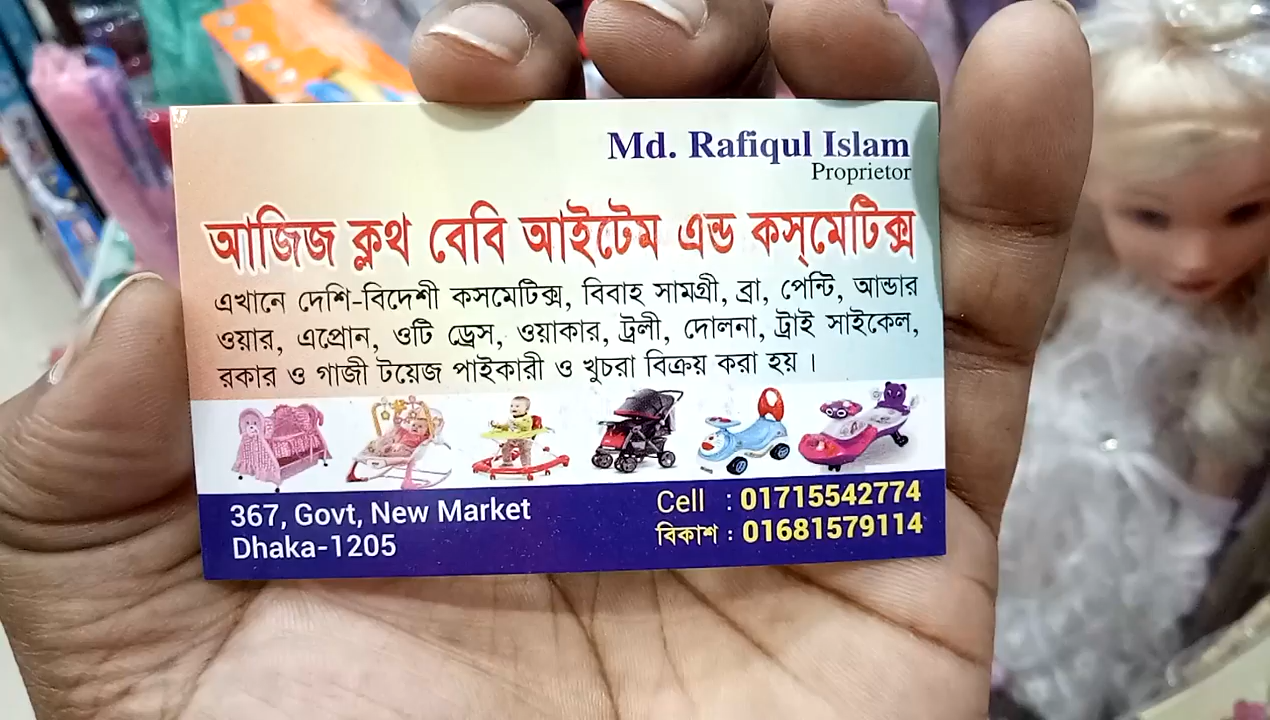 Md. Rafiqul Islam
Proprietor
আজিজ ক্লথ বেবি আইটেম এন্ড কস্‌মেটিক্স
এখানে দেশি-বিদেশী কসমেটিক্স, বিবাহ সামগ্রী, ব্রা, পেন্টি, আন্ডার
ওয়ার, এপ্রোন, ওটি ড্রেস, ওয়াকার, ট্রলী, দোলনা, ট্রাই সাইকেল,
রকার ও গাজী টয়েজ পাইকারী ও খুচরা বিক্রয় করা হয়।
367, Govt, New Market
Dhaka-1205
Cell : 01715542774
বিকাশ : 01681579114